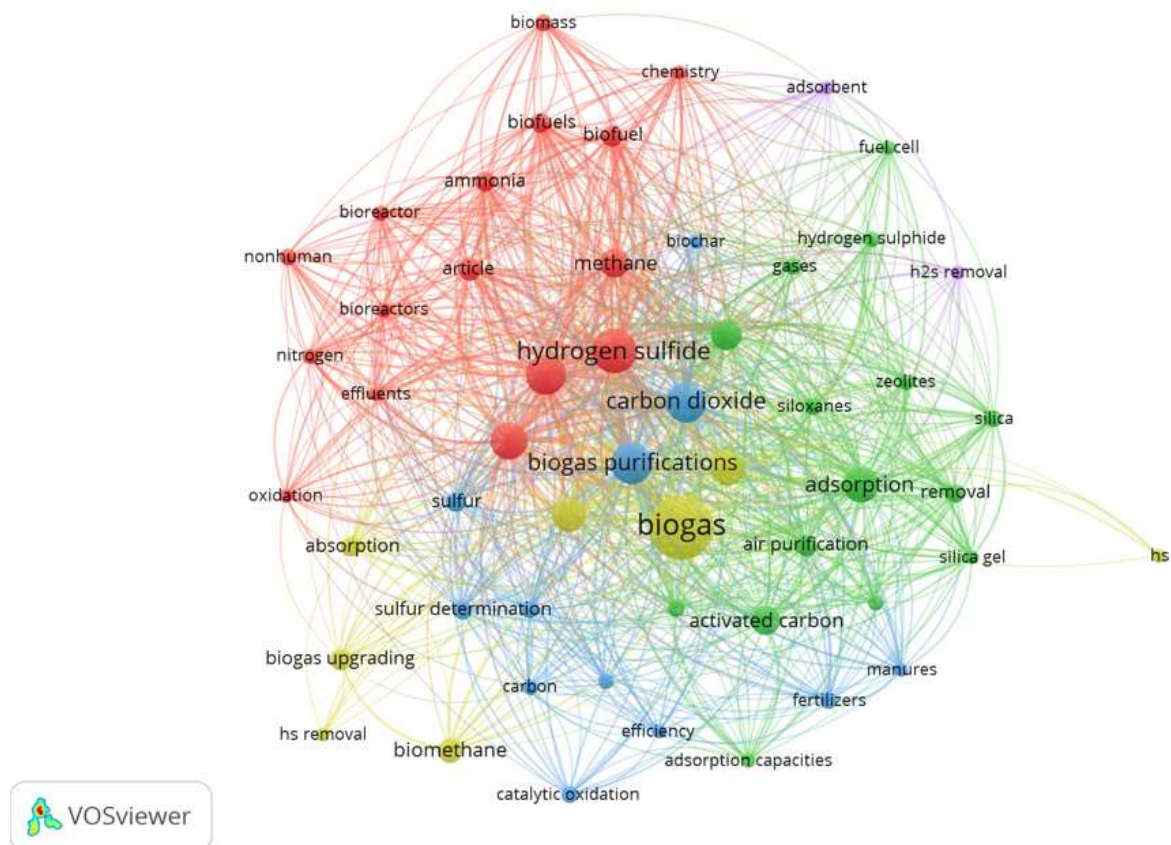 biomass
chemistry
adsorbent
biofuels
biofuel
fuel cell
ammonia
bioreactor
hydrogen sulphide
biochar
nonhuman
article
methane
gases
h2s removal
bioreactors
hydrogen sulfide
nitrogen
zeolites
effluents
carbon dioxide
siloxanes
silica
biogas purifications
adsorption
removal
oxidation
sulfur
biogas
absorption
air purification
silica gel
hs
sulfur determination
activated carbon
biogas upgrading
manures
carbon
fertilizers
hs removal
efficiency
biomethane
adsorption capacities
catalytic oxidation
VOSviewer